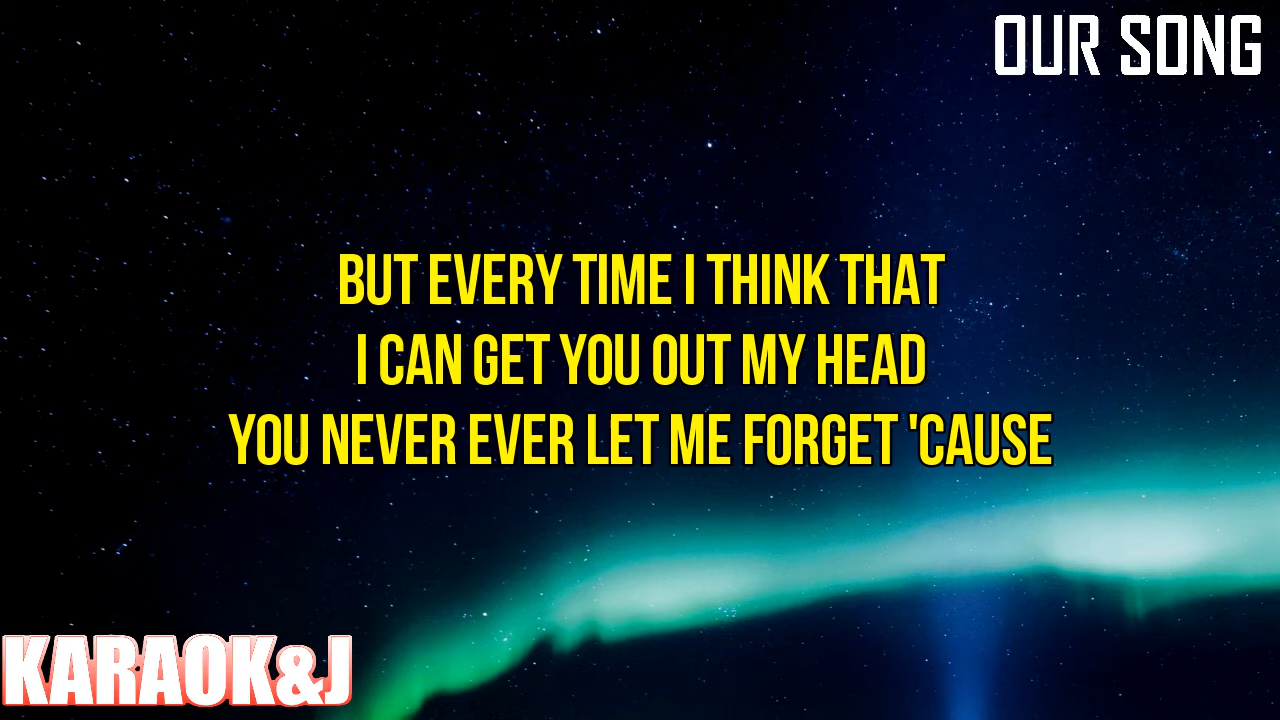 OUR SONG
BUT EVERY TIME I THINK THAT
I CAN GET YOU OUT MY HEAD
YOU NEVER EVER LET ME FORGET 'CAUSE
KARAOK&J